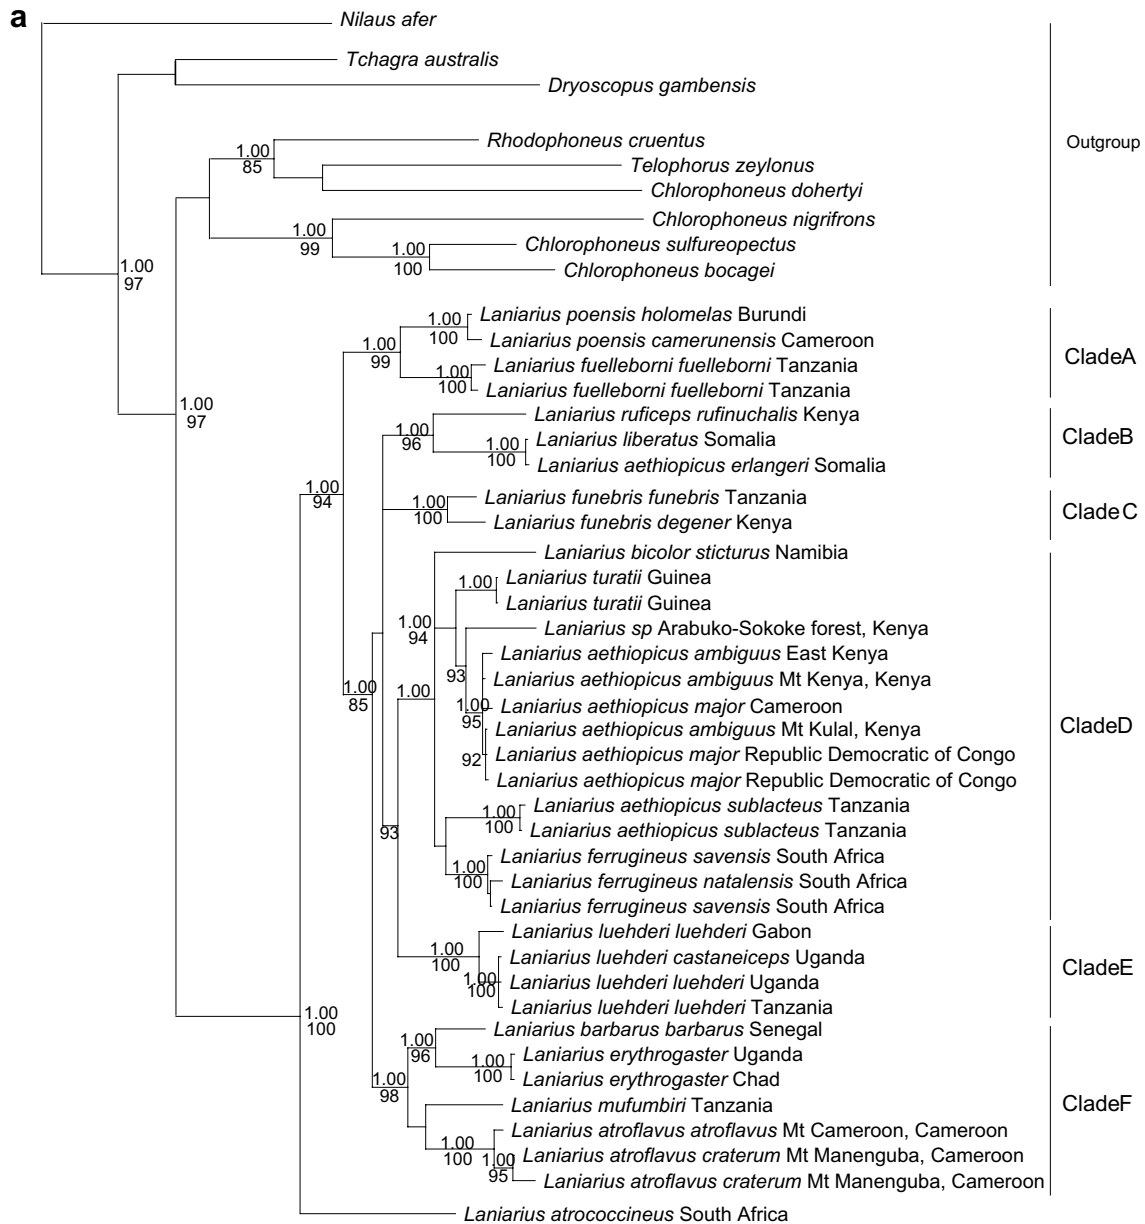 a
Nilaus afer
Tchagra australis
Dryoscopus gambensis
Outgroup
Rhodophoneus cruentus
1.00
85
Telophorus zeylonus
Chlorophoneus dohertyi
Chlorophoneus nigrifrons
1.00
99
Chlorophoneus sulfureopectus
1.00
100
Chlorophoneus bocagei
1.00
97
Laniarius poensis holomelas Burundi
1.00
100
Laniarius poensis camerunensis Cameroon
1.00
99
CladeA
Laniarius fuelleborni fuelleborni Tanzania
1.00
100
Laniarius fuelleborni fuelleborni Tanzania
1.00
97
Laniarius ruficeps rufinuchalis Kenya
1.00
96
CladeB
Laniarius liberatus Somalia
1.00
100
Laniarius aethiopicus erlangeri Somalia
1.00
94
Laniarius funebris funebris Tanzania
1.00
100
CladeC
Laniarius funebris degener Kenya
Laniarius bicolor sticturus Namibia
Laniarius turatii Guinea
1.00
Laniarius turatii Guinea
1.00
94
Laniarius sp Arabuko-Sokoke forest, Kenya
Laniarius aethiopicus ambiguus East Kenya
93
Laniarius aethiopicus ambiguus Mt Kenya, Kenya
1.00
85
1.00
Laniarius aethiopicus major Cameroon
1.00
95
CladeD
Laniarius aethiopicus ambiguus Mt Kulal, Kenya
Laniarius aethiopicus major Republic Democratic of Congo
92
Laniarius aethiopicus major Republic Democratic of Congo
Laniarius aethiopicus sublacteus Tanzania
1.00
100
93
Laniarius aethiopicus sublacteus Tanzania
Laniarius ferrugineus savensis South Africa
1.00
100
Laniarius ferrugineus natalensis South Africa
Laniarius ferrugineus savensis South Africa
Laniarius luehderi luehderi Gabon
1.00
100
Laniarius luehderi castaneiceps Uganda
CladeE
1.00
100
Laniarius luehderi luehderi Uganda
Laniarius luehderi luehderi Tanzania
1.00
100
Laniarius barbarus barbarus Senegal
1.00
96
Laniarius erythrogaster Uganda
1.00
100
Laniarius erythrogaster Chad
1.00
98
Laniarius mufumbiri Tanzania
CladeF
Laniarius atroflavus atroflavus Mt Cameroon, Cameroon
1.00
100
Laniarius atroflavus craterum Mt Manenguba, Cameroon
1.00
95
Laniarius atroflavus craterum Mt Manenguba, Cameroon
Laniarius atrococcineus South Africa